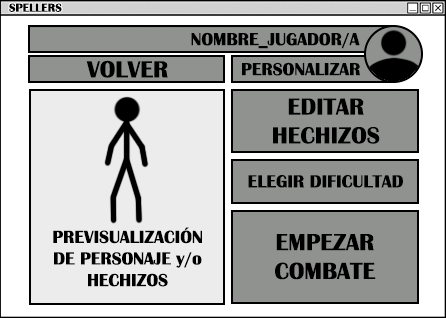 SPELLERS
NOMBRE_JUGADOR/A
VOLVER
PERSONALIZAR
EDITAR
HECHIZOS
ELEGIR DIFICULTAD
EMPEZAR
COMBATE
PREVISUALIZACIÓN
DE PERSONAJE y/o
HECHIZOS